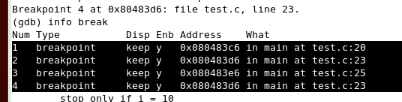 Breakpoint 4 at 0x80483d6: file test.c, line 23.
(gdb) info break
Num Type Disp Enb Address What
1 breakpoint keep y 0x080483c6 in main at test.c:20
2 breakpoint keep y 0x080483d6 in main at test.c:23
3 breakpoint keep y 0x080483e6 in main at test.c:25
4 breakpoint keep y 0x080483d6 in main at test.c:23
stop only if i = 10